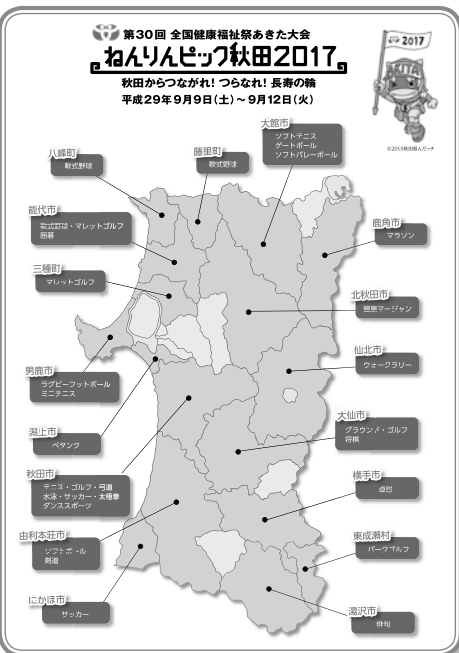 第30回 全国健康福祉祭あきた大会
ねんりんピック秋田2017
秋田からつながれ！つらなれ！長寿の輪
平成29年9月9日(土)～9月12日(火)
2017
AKITA
©2015秋田県んだッチ
大館市
ソフトテニス
ゲートボール
ソフトバレーボール
藤里町
軟式野球
八峰町
軟式野球
能代市
軟式野球・マレットゴルフ
囲碁
鹿角市
マラソン
三種町
マレットゴルフ
北秋田市
健康マージャン
仙北市
ウォークラリー
男鹿市
ラグビーフットボール
ミニテニス
大仙市
グラウンド・ゴルフ
将棋
潟上市
ペタンク
秋田市
テニス・ゴルフ・弓道
水泳・サッカー・太極拳
ダンススポーツ
横手市
卓球
由利本荘市
ソフトボール
剣道
東成瀬村
パークゴルフ
にかほ市
サッカー
湯沢市
俳句